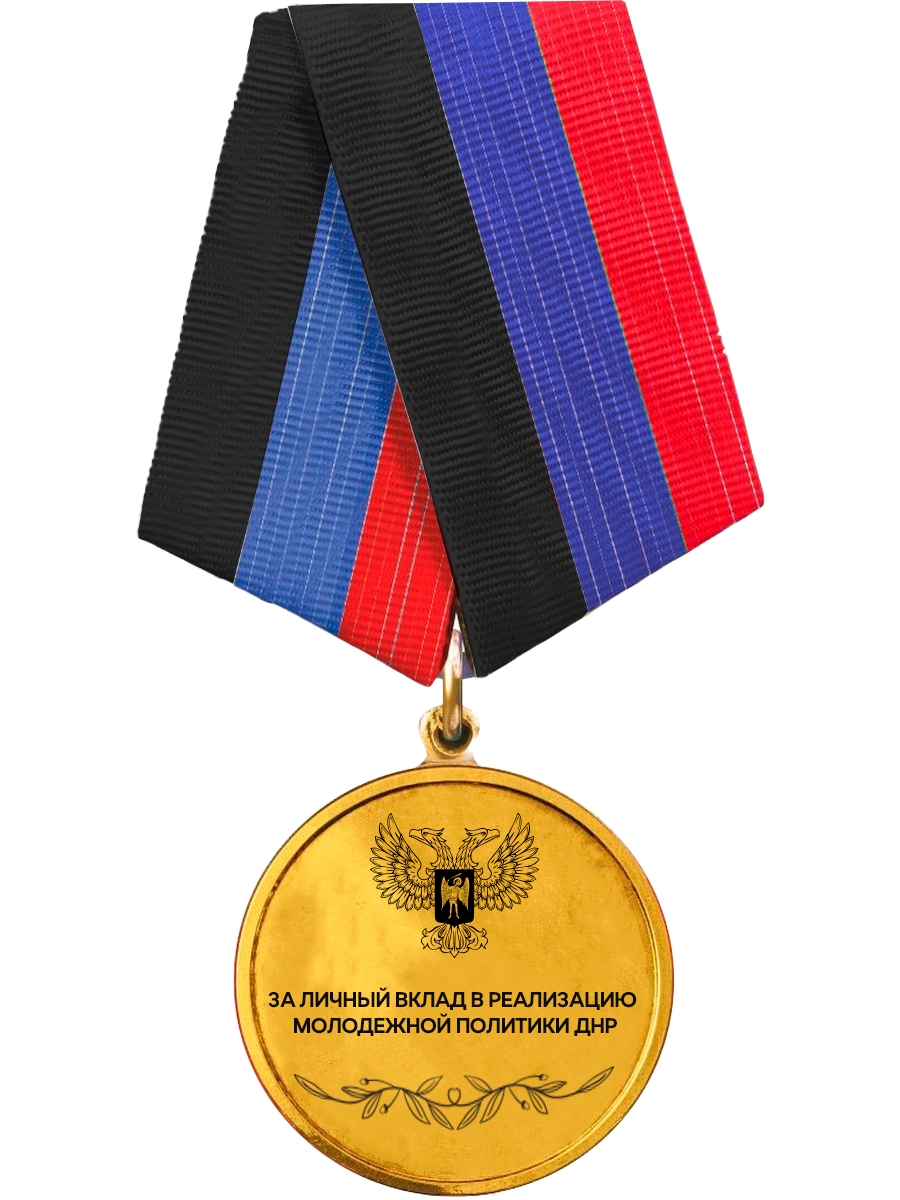 ЗА ЛИЧНЫЙ ВКЛАД В РЕАЛИЗАЦИЮ
МОЛОДЕЖНОЙ ПОЛИТИКИ ДНР